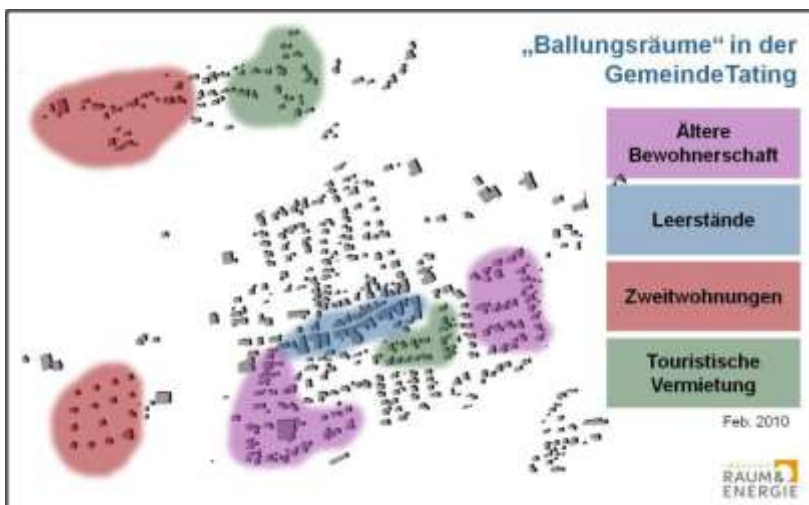 „Ballungsräume“ in der
GemeindeTating
Ältere
Bewohnerschaft
Leerstände
Zweitwohnungen
Touristische
Vermietung
Feb. 2010
RAUM&
ENERGIE